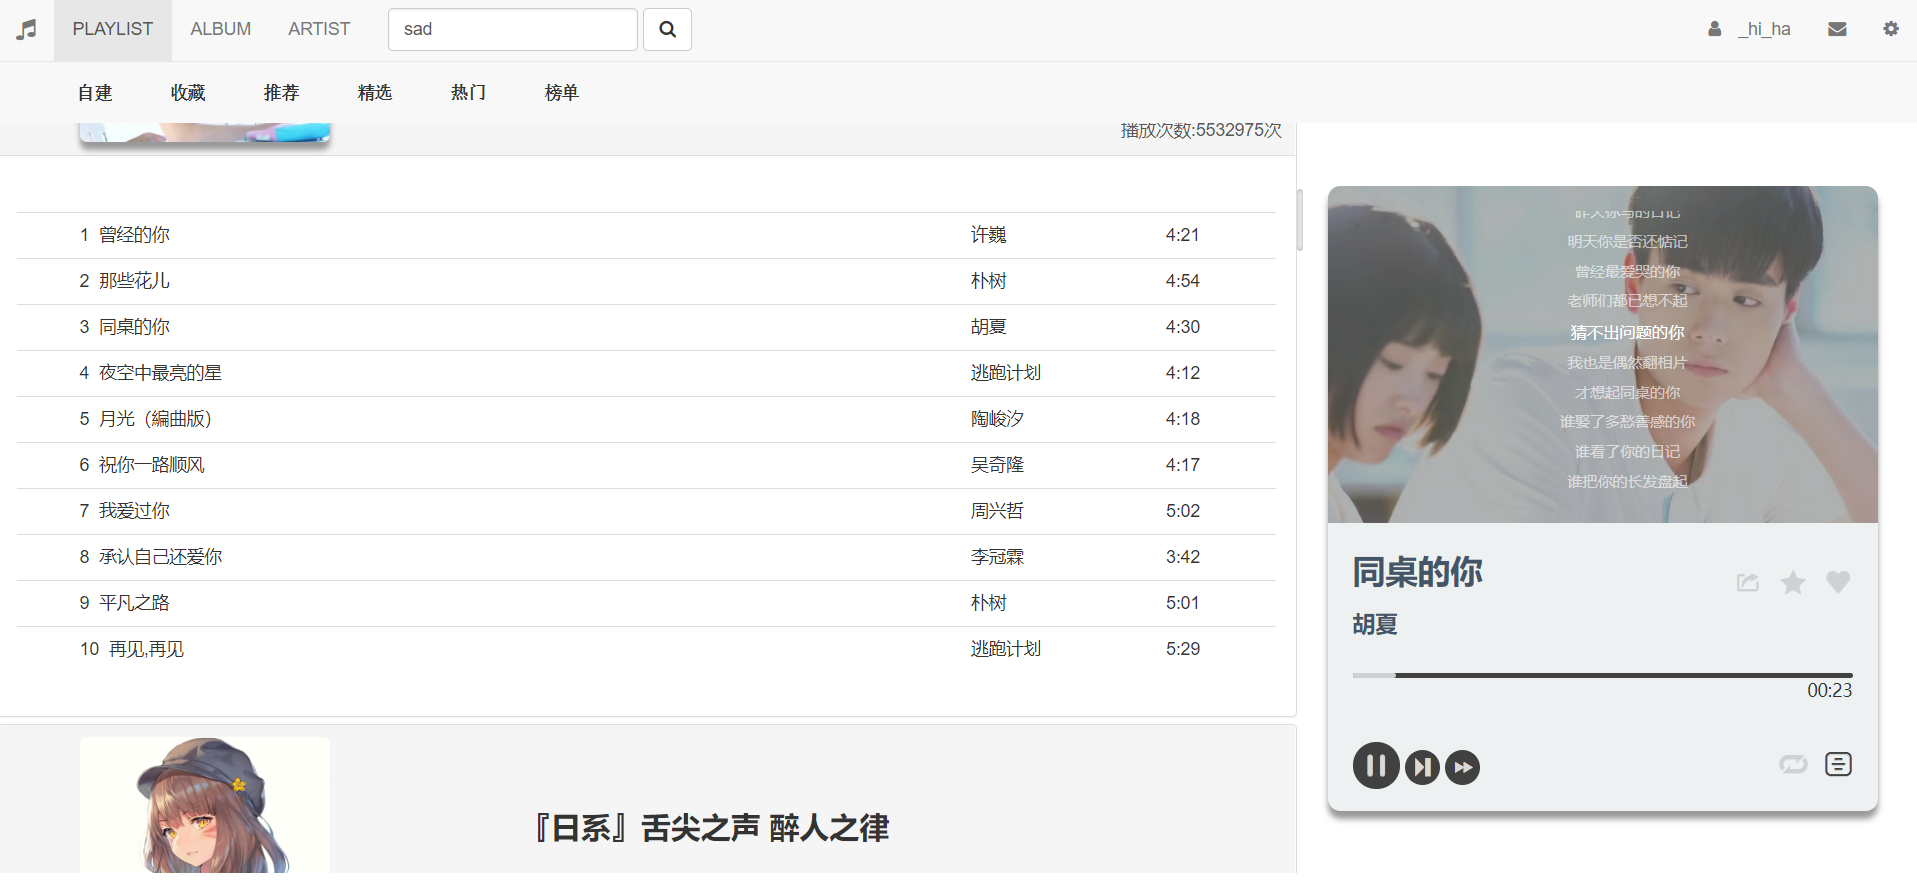 PLAYLIST ALBUM ARTIST sad _hi_ha
自建 收藏 推荐 精选 热门 榜单
播放次数:5532975次
1 曾经的你 许巍 4:21
2 那些花儿 朴树 4:54
3 同桌的你 胡夏 4:30
4 夜空中最亮的星 逃跑计划 4:12
5 月光（編曲版） 陶峻汐 4:18
6 祝你一路顺风 吴奇隆 4:17
7 我爱过你 周兴哲 5:02
8 承认自己还爱你 李冠霖 3:42
9 平凡之路 朴树 5:01
10 再见,再见 逃跑计划 5:29
『日系』舌尖之声 醉人之律
昨天你写的日记
明天你是否还惦记
曾经最爱哭的你
老师们都已想不起
猜不出问题的你
我也是偶然翻相片
才想起同桌的你
谁娶了多愁善感的你
谁看了你的日记
谁把你的长发盘起
同桌的你
胡夏
00:23